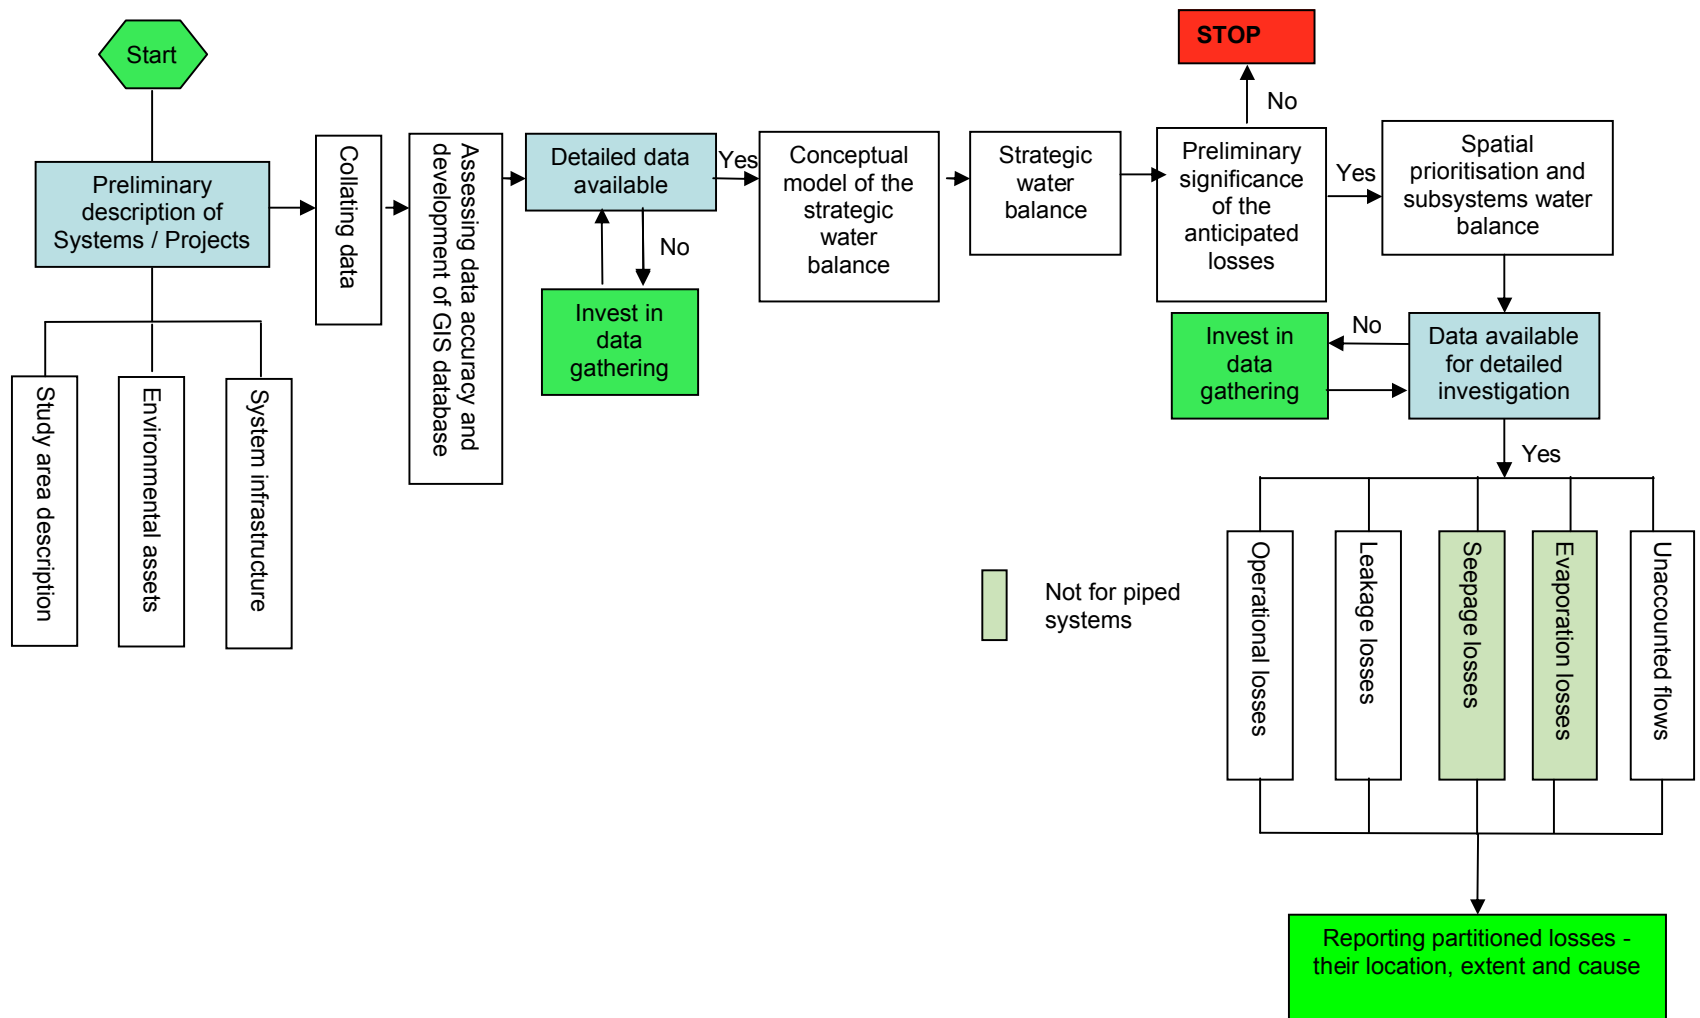 Start
Preliminary
description of
Systems / Projects
Study area description
Environmental assets
System infrastructure
Collating data
Assessing data accuracy and
development of GIS database
Detailed data
available
Yes
No
Invest in
data
gathering
Conceptual
model of the
strategic
water
balance
Strategic
water
balance
Preliminary
significance
of the
anticipated
losses
No
STOP
Yes
Spatial
prioritisation and
subsystems water
balance
Data available
for detailed
investigation
No
Invest in
data
gathering
Yes
Operational losses
Leakage losses
Seepage losses
Evaporation losses
Unaccounted flows
Not for piped
systems
Reporting partitioned losses -
their location, extent and cause